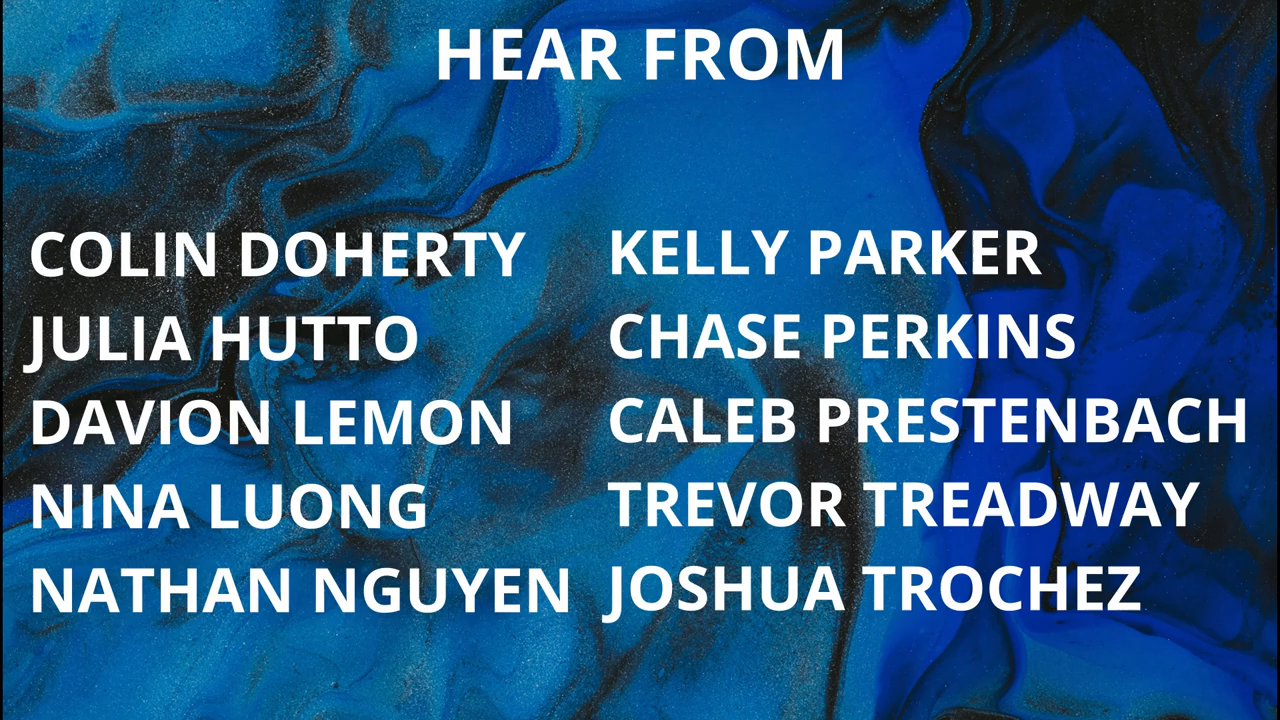 HEAR FROM
COLIN DOHERTY
JULIA HUTTO
DAVION LEMON
NINA LUONG
NATHAN NGUYEN
KELLY PARKER
CHASE PERKINS
CALEB PRESTENBACH
TREVOR TREADWAY
JOSHUA TROCHEZ